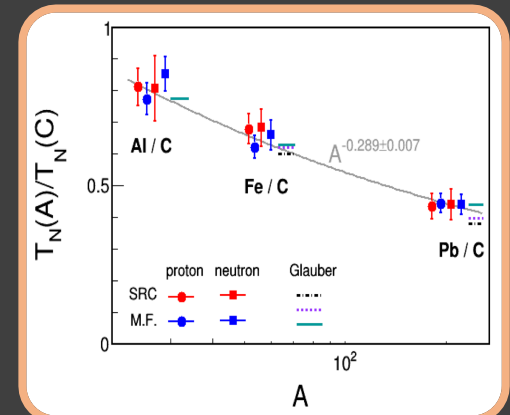 1
T_N(A)/T_N(C)
Al / C
A^-0.289±0.007
Fe / C
0.5
Pb / C
proton neutron Glauber
SRC
M.F.
0
10^2
A